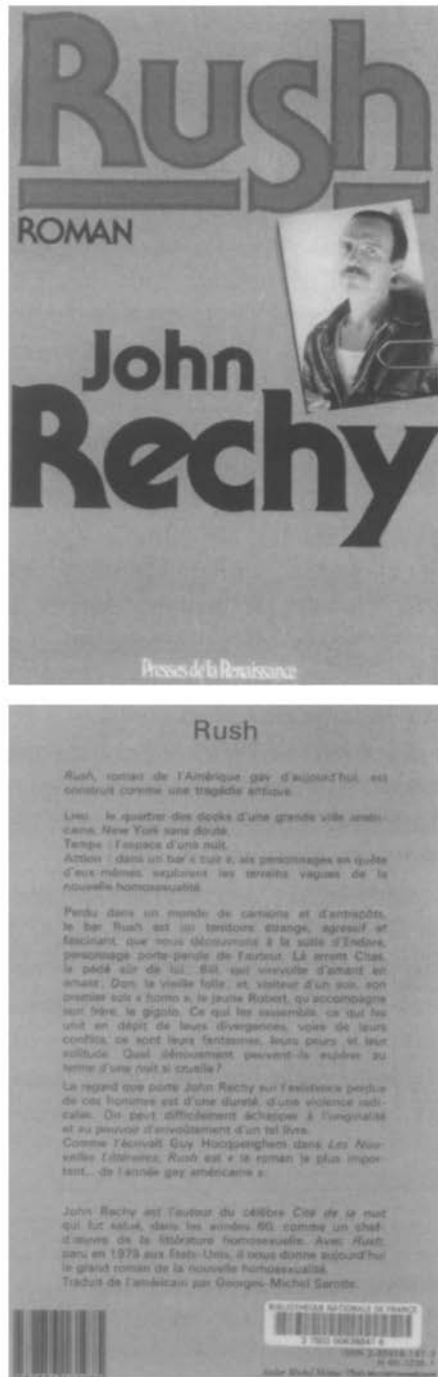 Rush
ROMAN
John
Rechy
Presses de la Renaissance
Rush
Rush, roman de l'Amérique gay d'aujourd'hui, est
construit comme une tragédie antique.
Lieu : le quartier des docks d'une grande ville améri-
caine, New York sans doute.
Temps : l'espace d'une nuit.
Action : dans un bar « cuir », six personnages en quête
d'eux-mêmes, explorent les terrains vagues de la
nouvelle homosexualité.
Perdu dans un monde de camions et d'entrepôts,
le bar Rush est un territoire étrange, agressif et
fascinant, que nous découvrons à la suite d'Endore,
personnage porte-parole de l'auteur. Là errent Chas,
le pédé sûr de lui, Bill, qui virevolte d'amant en
amant, Don, la vieille folle, et, visiteur d'un soir, son
premier soir « homo », le jeune Robert, qu'accompagne
son frère, le gigolo. Ce qui les rassemble, ce qui les
unit en dépit de leurs divergences, voire de leurs
conflits, ce sont leurs fantasmes, leurs peurs, et leur
solitude. Quel dénouement peuvent-ils espérer au
terme d'une nuit si cruelle ?
Le regard que porte John Rechy sur l'existence perdue
de ces hommes est d'une dureté, d'une violence radi-
cales. On peut difficilement échapper à l'originalité
et au pouvoir d'envoûtement d'un tel livre.
Comme l'écrivait Guy Hocquenghem dans Les Nou-
velles Littéraires, Rush est « le roman le plus impor-
tant... de l'année gay américaine ».
John Rechy est l'auteur du célèbre Cité de la nuit
qui fut salué, dans les années 60, comme un chef-
d'œuvre de la littérature homosexuelle. Avec Rush,
paru en 1979 aux États-Unis, il nous donne aujourd'hui
le grand roman de la nouvelle homosexualité.
Traduit de l'américain par Georges-Michel Sarotte.
BIBLIOTHEQUE NATIONALE DE FRANCE